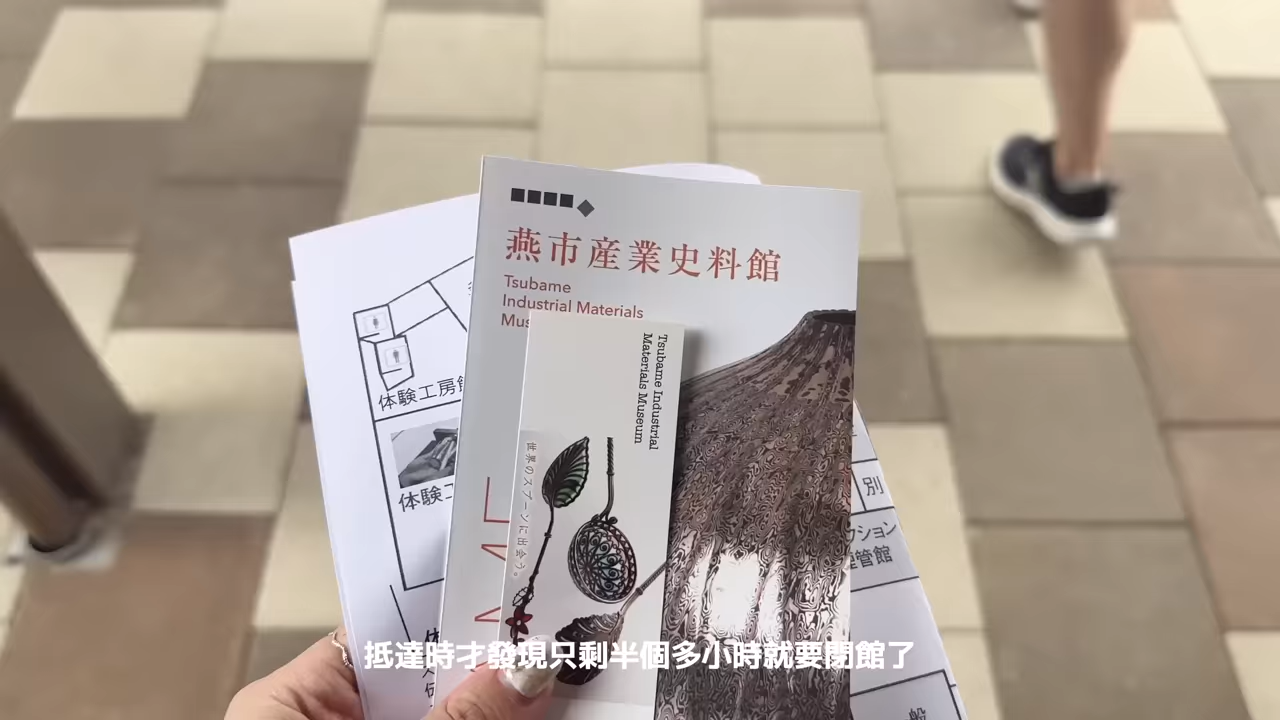 燕市産業史料館
Tsubame
Industrial Materials
Mus
Tsubame Industrial
Materials Museum
世界のスプーンに出会う。
体験工房館
体験工
別
クション
管館
抵達時才發現只剩半個多小時就要閉館了
般